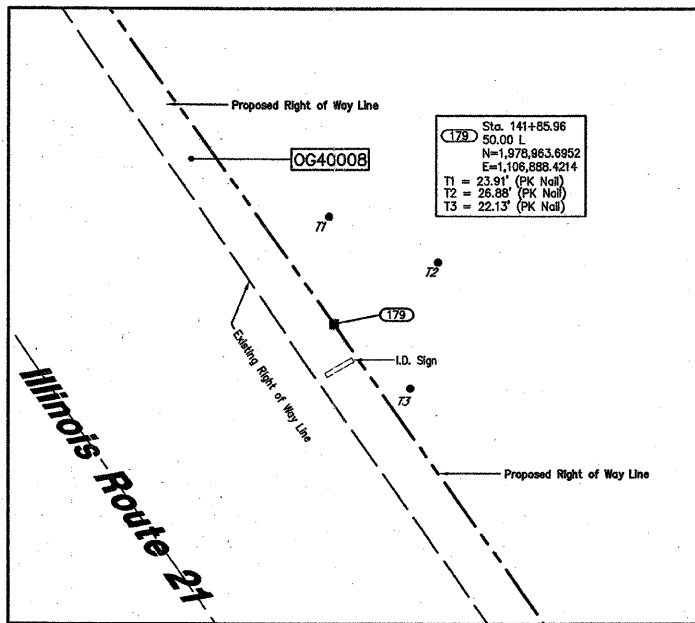 Proposed Right of Way Line
OG40008
179
Sta. 141+85.96
50.00 L
N=1,978,963.6952
E=1,106,888.4214
T1 = 23.91' (PK Nail)
T2 = 26.88' (PK Nail)
T3 = 22.13' (PK Nail)
T1
T2
179
Existing Right of Way Line
I.D. Sign
T3
Illinois Route 21
Proposed Right of Way Line